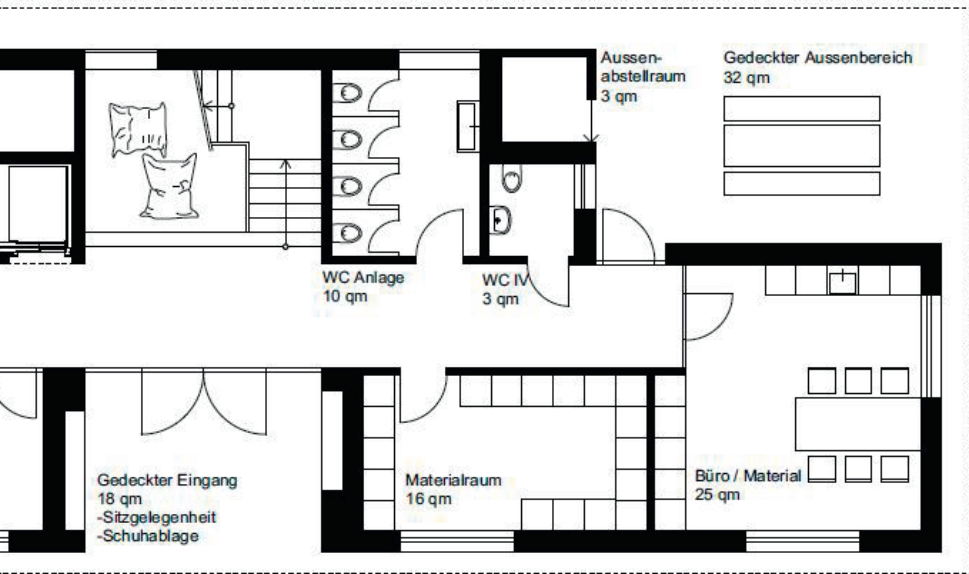 Aussen-
abstellraum
3 qm
Gedeckter Aussenbereich
32 qm
WC Anlage
10 qm
WC IV
3 qm
Gedeckter Eingang
18 qm
-Sitzgelegenheit
-Schuhablage
Materialraum
16 qm
Büro / Material
25 qm